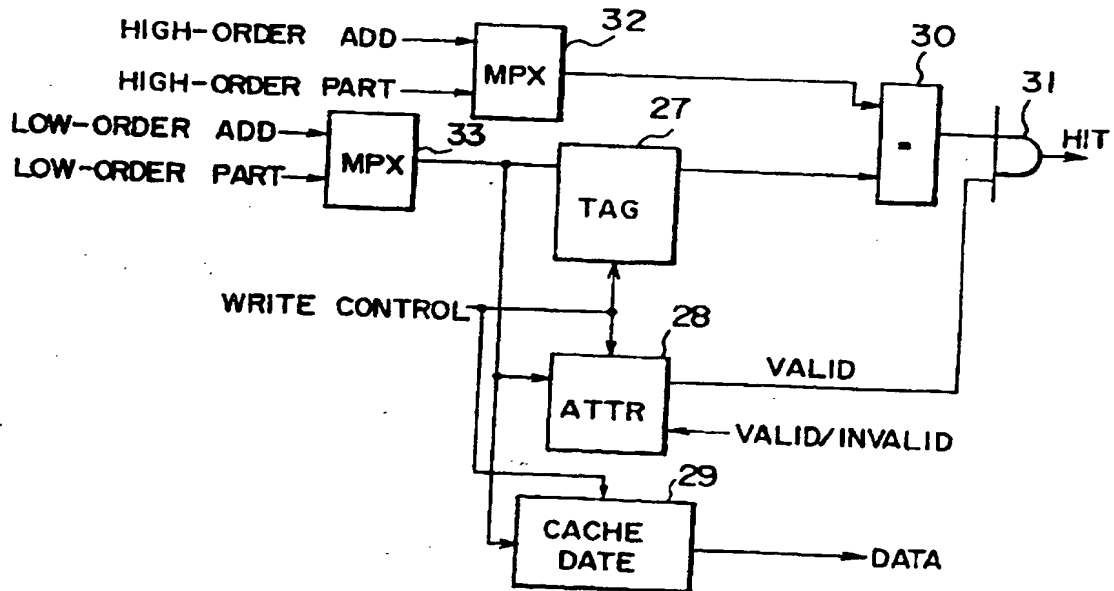 HIGH-ORDER ADD
32
HIGH-ORDER PART
MPX
30
31
LOW-ORDER ADD
33
27
HIT
LOW-ORDER PART
MPX
=
TAG
WRITE CONTROL
28
VALID
ATTR
VALID/INVALID
29
CACHE
DATE
DATA